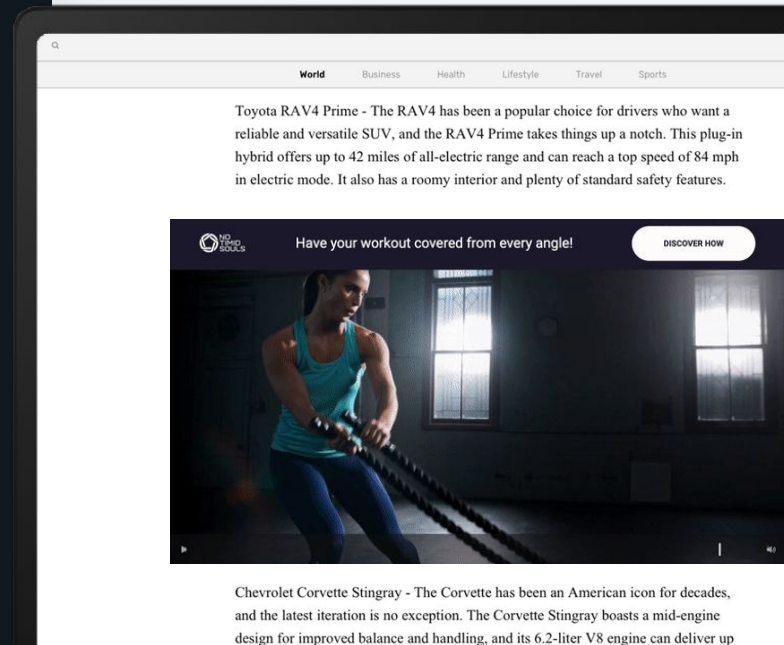 World Business Health Lifestyle Travel Sports
Toyota RAV4 Prime - The RAV4 has been a popular choice for drivers who want a
reliable and versatile SUV, and the RAV4 Prime takes things up a notch. This plug-in
hybrid offers up to 42 miles of all-electric range and can reach a top speed of 84 mph
in electric mode. It also has a roomy interior and plenty of standard safety features.
NO
TIMID
SOULS
Have your workout covered from every angle!
DISCOVER HOW
Chevrolet Corvette Stingray - The Corvette has been an American icon for decades,
and the latest iteration is no exception. The Corvette Stingray boasts a mid-engine
design for improved balance and handling, and its 6.2-liter V8 engine can deliver up